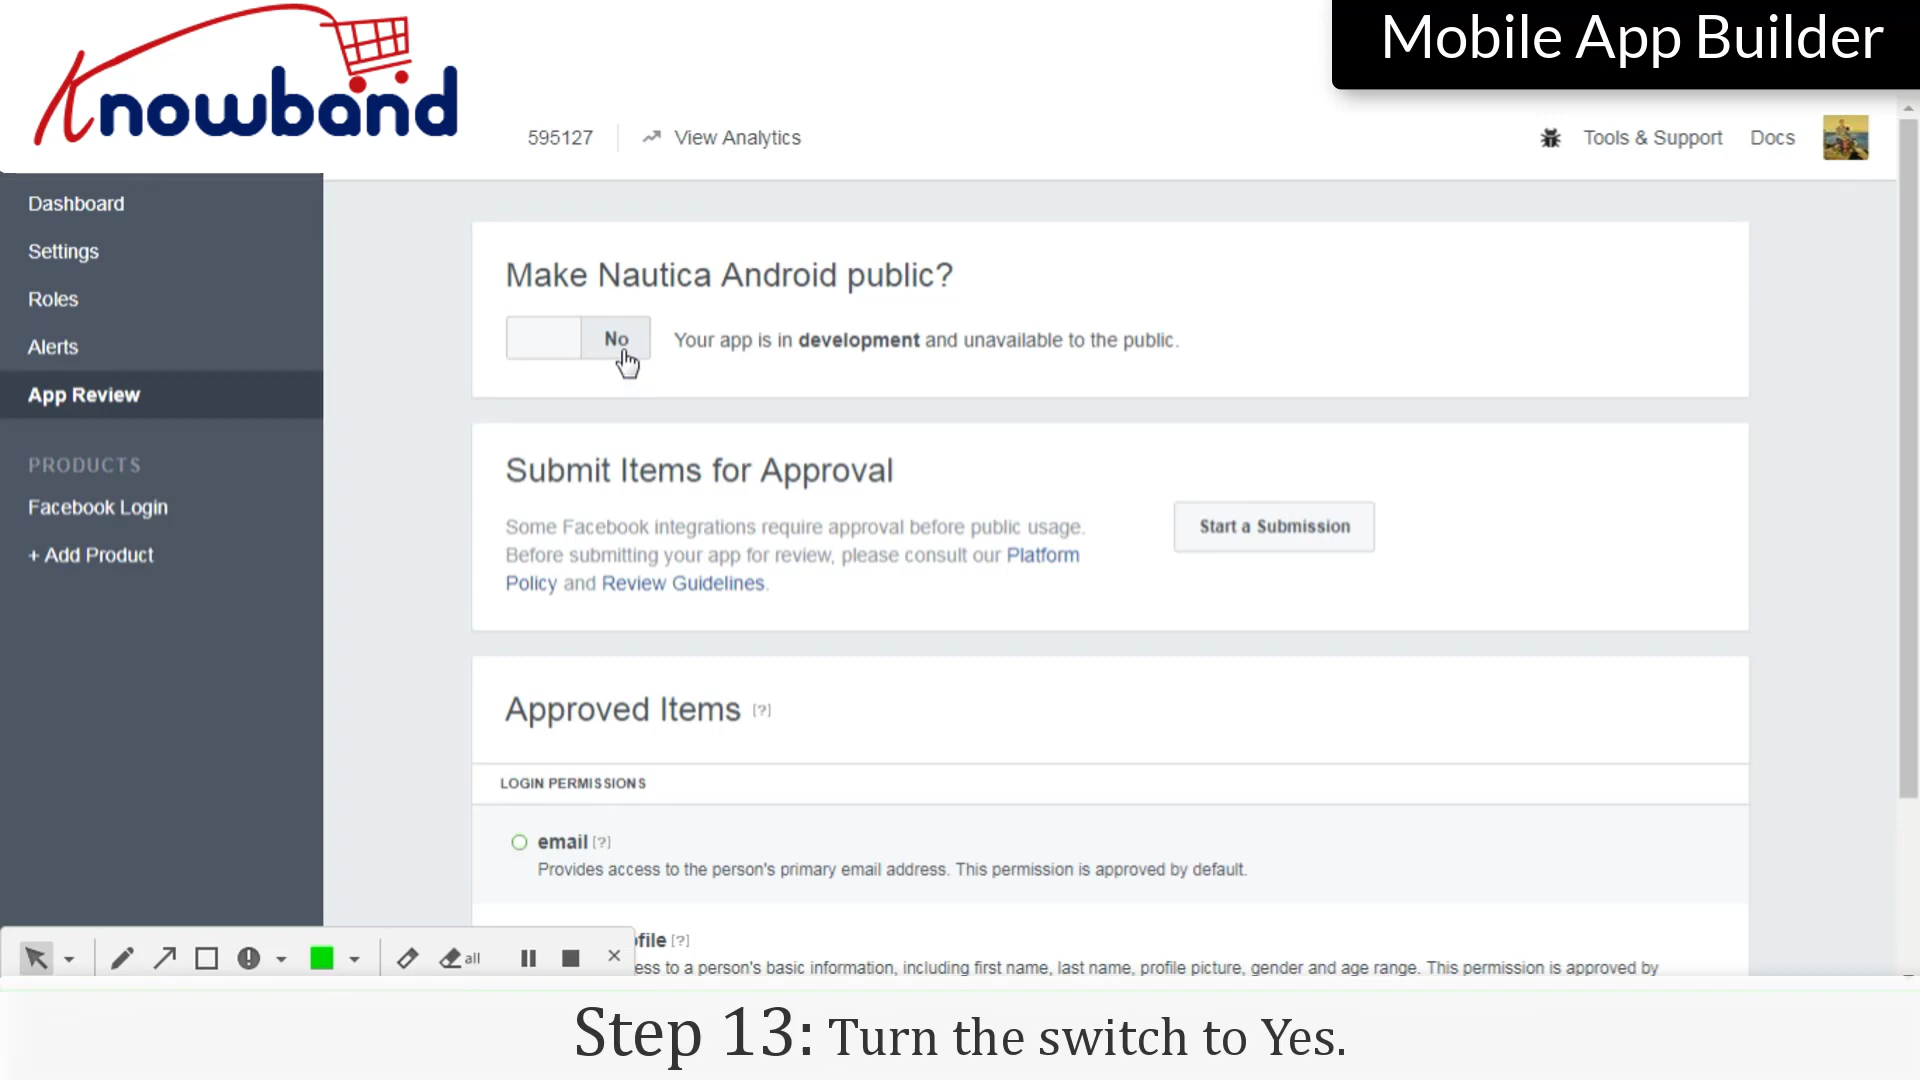 Knowband
Mobile App Builder
595127
View Analytics
Tools & Support
Docs
Dashboard
Settings
Roles
Alerts
App Review
PRODUCTS
Facebook Login
+ Add Product
Make Nautica Android public?
No
Your app is in development and unavailable to the public.
Submit Items for Approval
Some Facebook integrations require approval before public usage.
Before submitting your app for review, please consult our Platform
Policy and Review Guidelines.
Start a Submission
Approved Items [?]
LOGIN PERMISSIONS
email [?]
Provides access to the person's primary email address. This permission is approved by default.
ofile [?]
ess to a person's basic information, including first name, last name, profile picture, gender and age range. This permission is approved by
all
Step 13: Turn the switch to Yes.